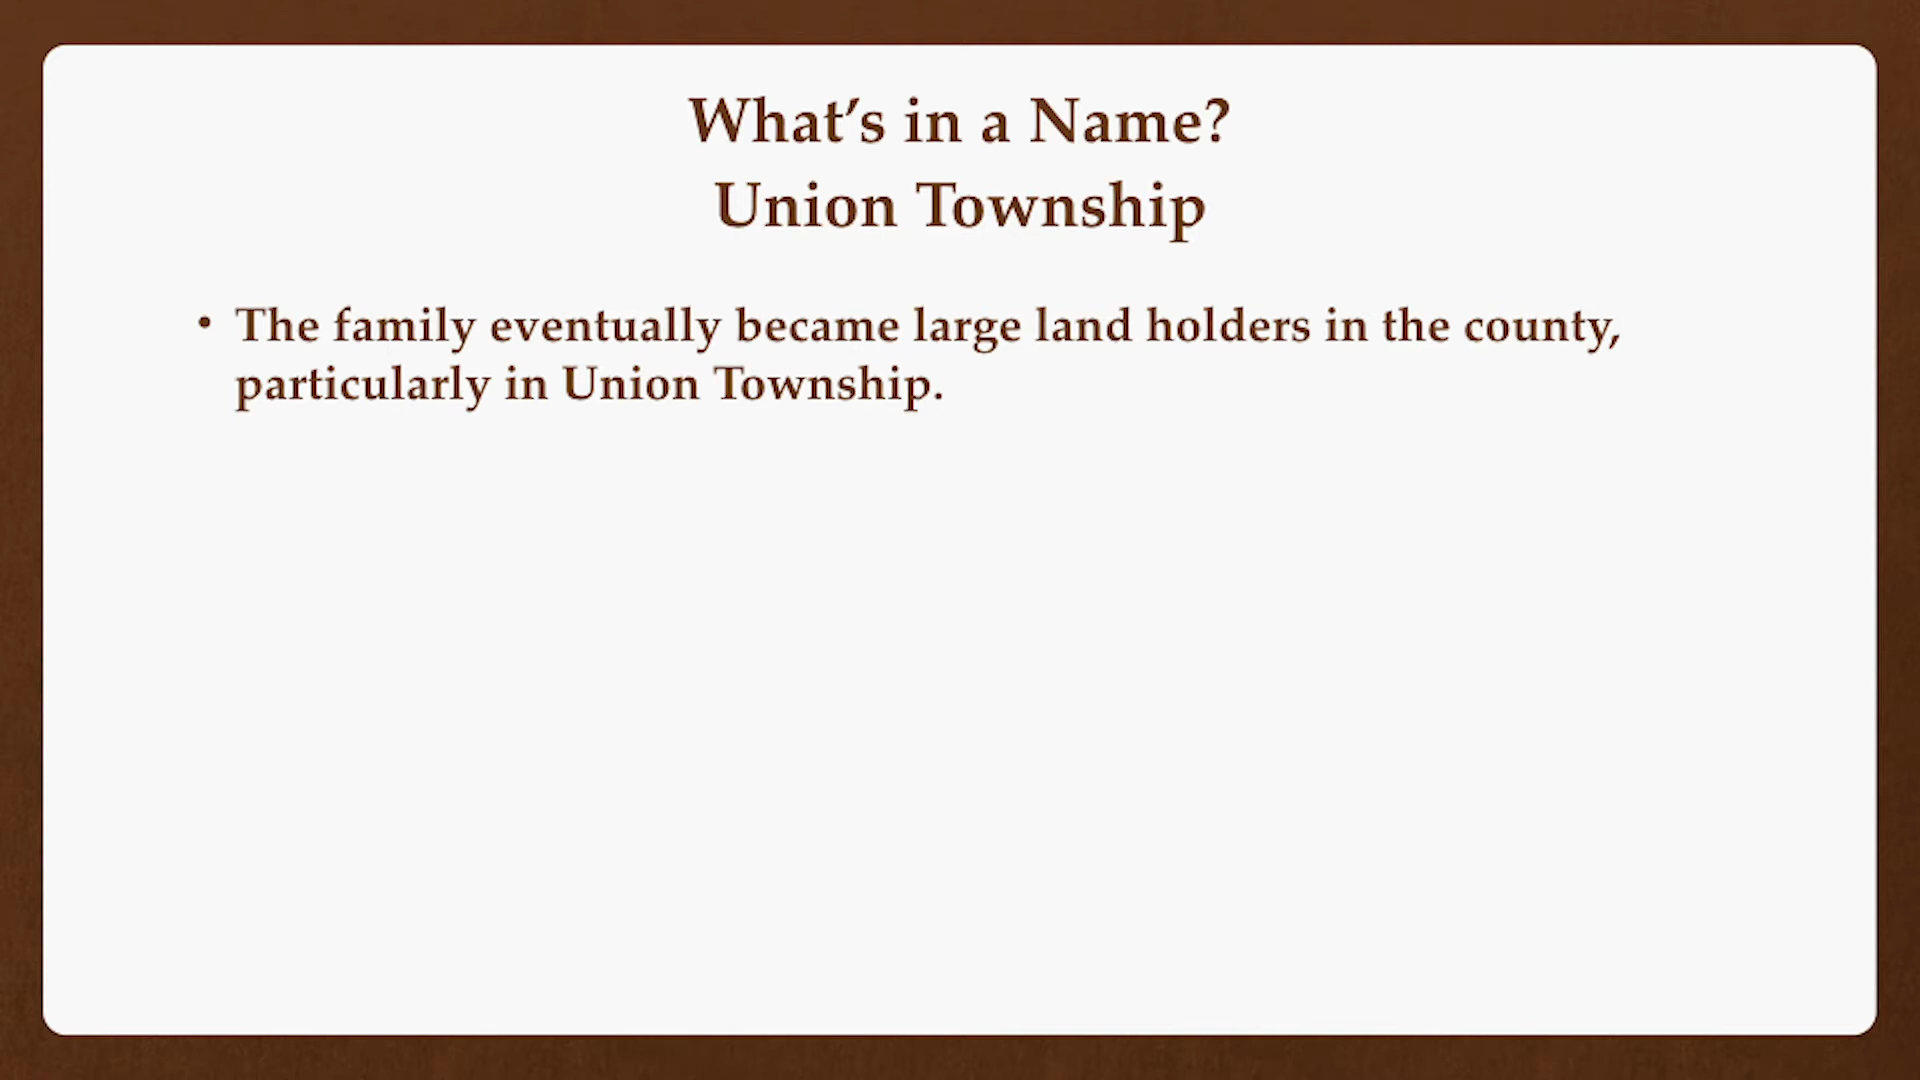 What’s in a Name?
Union Township
• The family eventually became large land holders in the county,
particularly in Union Township.